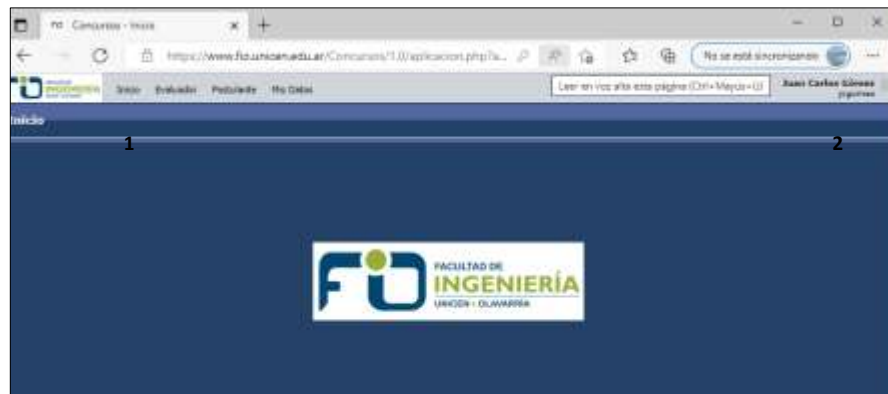 Concursos - Inicio
https://www.fio.unicen.edu.ar/Concursos/1.0/aplicacion.php?a...
No se está sincronizando
INGENIERÍA
Inicio Evaluador Postulante Mis Datos
Leer en voz alta esta página (Ctrl+Mayús+U)
Juan Carlos Gómez
Inicio
1 2
FACULTAD DE
INGENIERÍA
UNICEN - OLAVARRÍA